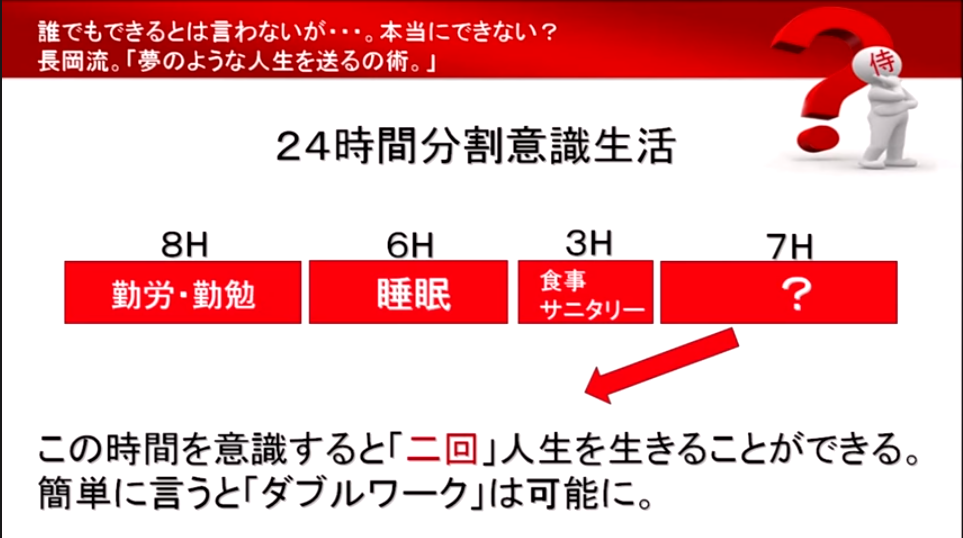 誰でもできるとは言わないが・・・。本当にできない？
長岡流。「夢のような人生を送るの術。」
侍
２４時間分割意識生活
８H
６H
３H
７H
勤労・勤勉
睡眠
食事
サニタリー
？
この時間を意識すると「二回」人生を生きることができる。
簡単に言うと「ダブルワーク」は可能に。